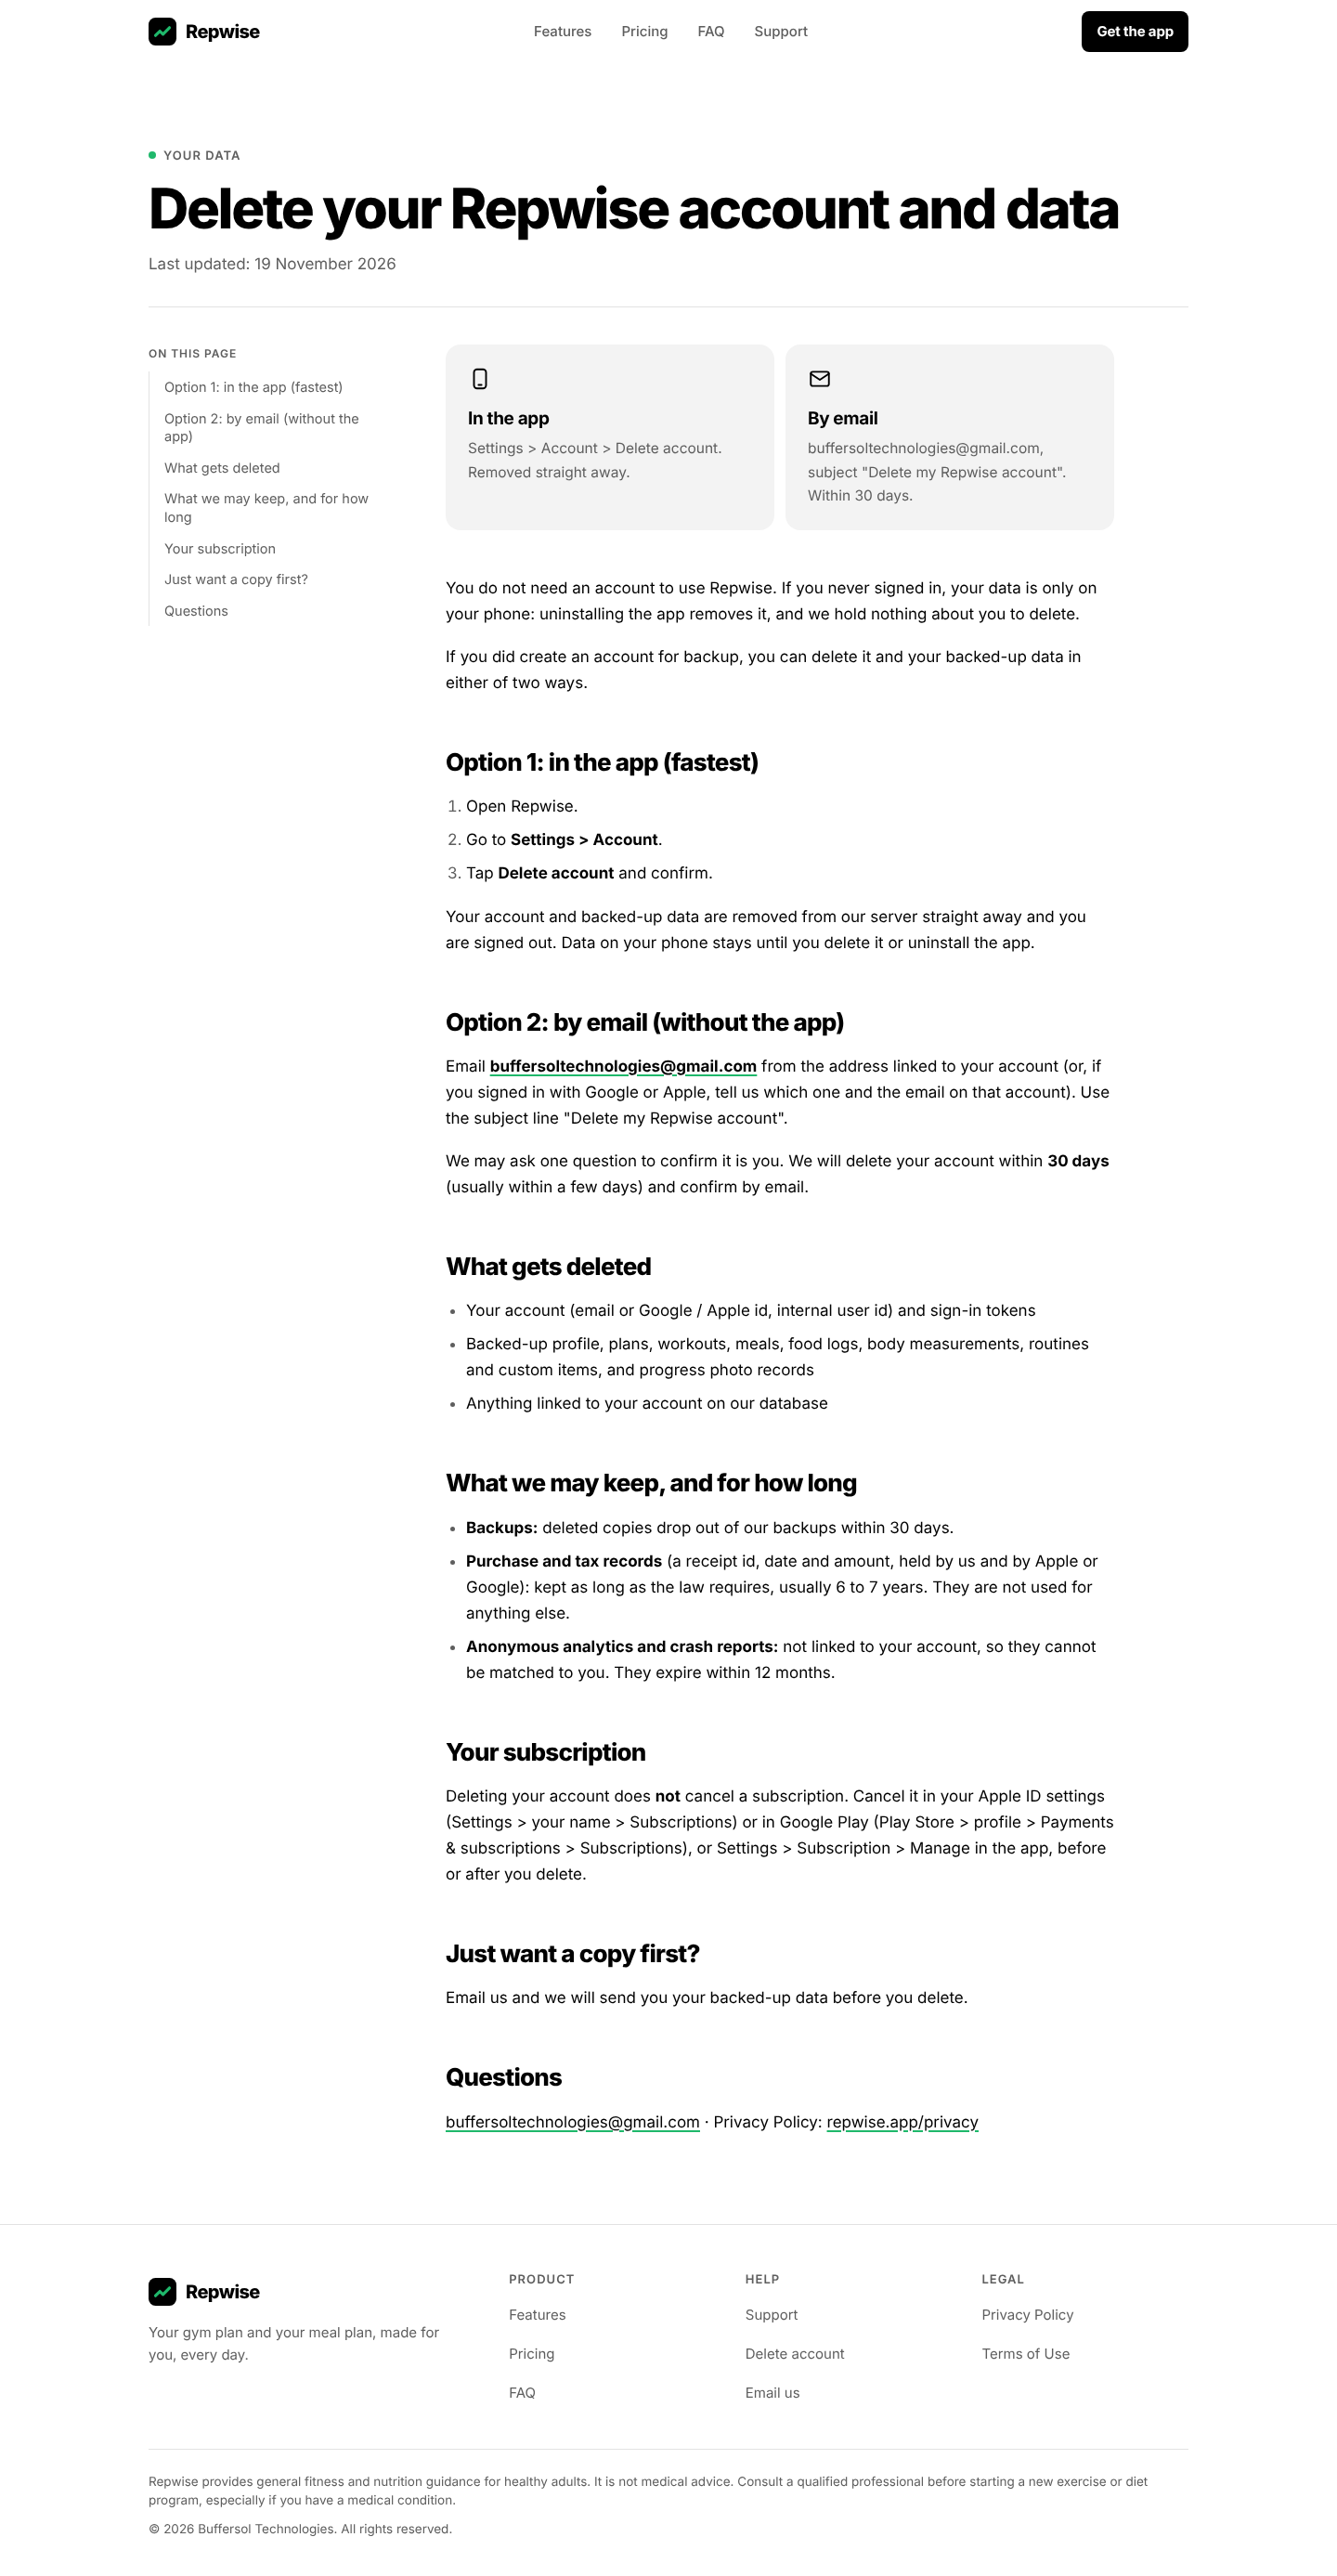 Repwise
Features
Pricing
FAQ
Support
Get the app
YOUR DATA
Delete your Repwise account and data
Last updated: 19 November 2026
ON THIS PAGE
Option 1: in the app (fastest)
Option 2: by email (without the
app)
What gets deleted
What we may keep, and for how
long
Your subscription
Just want a copy first?
Questions
In the app
Settings > Account > Delete account.
Removed straight away.
By email
buffersoltechnologies@gmail.com,
subject "Delete my Repwise account".
Within 30 days.
You do not need an account to use Repwise. If you never signed in, your data is only on
your phone: uninstalling the app removes it, and we hold nothing about you to delete.
If you did create an account for backup, you can delete it and your backed-up data in
either of two ways.
Option 1: in the app (fastest)
1. Open Repwise.
2. Go to Settings > Account.
3. Tap Delete account and confirm.
Your account and backed-up data are removed from our server straight away and you
are signed out. Data on your phone stays until you delete it or uninstall the app.
Option 2: by email (without the app)
Email buffersoltechnologies@gmail.com from the address linked to your account (or, if
you signed in with Google or Apple, tell us which one and the email on that account). Use
the subject line "Delete my Repwise account".
We may ask one question to confirm it is you. We will delete your account within 30 days
(usually within a few days) and confirm by email.
What gets deleted
• Your account (email or Google / Apple id, internal user id) and sign-in tokens
• Backed-up profile, plans, workouts, meals, food logs, body measurements, routines
and custom items, and progress photo records
• Anything linked to your account on our database
What we may keep, and for how long
• Backups: deleted copies drop out of our backups within 30 days.
• Purchase and tax records (a receipt id, date and amount, held by us and by Apple or
Google): kept as long as the law requires, usually 6 to 7 years. They are not used for
anything else.
• Anonymous analytics and crash reports: not linked to your account, so they cannot
be matched to you. They expire within 12 months.
Your subscription
Deleting your account does not cancel a subscription. Cancel it in your Apple ID settings
(Settings > your name > Subscriptions) or in Google Play (Play Store > profile > Payments
& subscriptions > Subscriptions), or Settings > Subscription > Manage in the app, before
or after you delete.
Just want a copy first?
Email us and we will send you your backed-up data before you delete.
Questions
buffersoltechnologies@gmail.com · Privacy Policy: repwise.app/privacy
Repwise
Your gym plan and your meal plan, made for
you, every day.
PRODUCT
Features
Pricing
FAQ
HELP
Support
Delete account
Email us
LEGAL
Privacy Policy
Terms of Use
Repwise provides general fitness and nutrition guidance for healthy adults. It is not medical advice. Consult a qualified professional before starting a new exercise or diet
program, especially if you have a medical condition.
© 2026 Buffersol Technologies. All rights reserved.